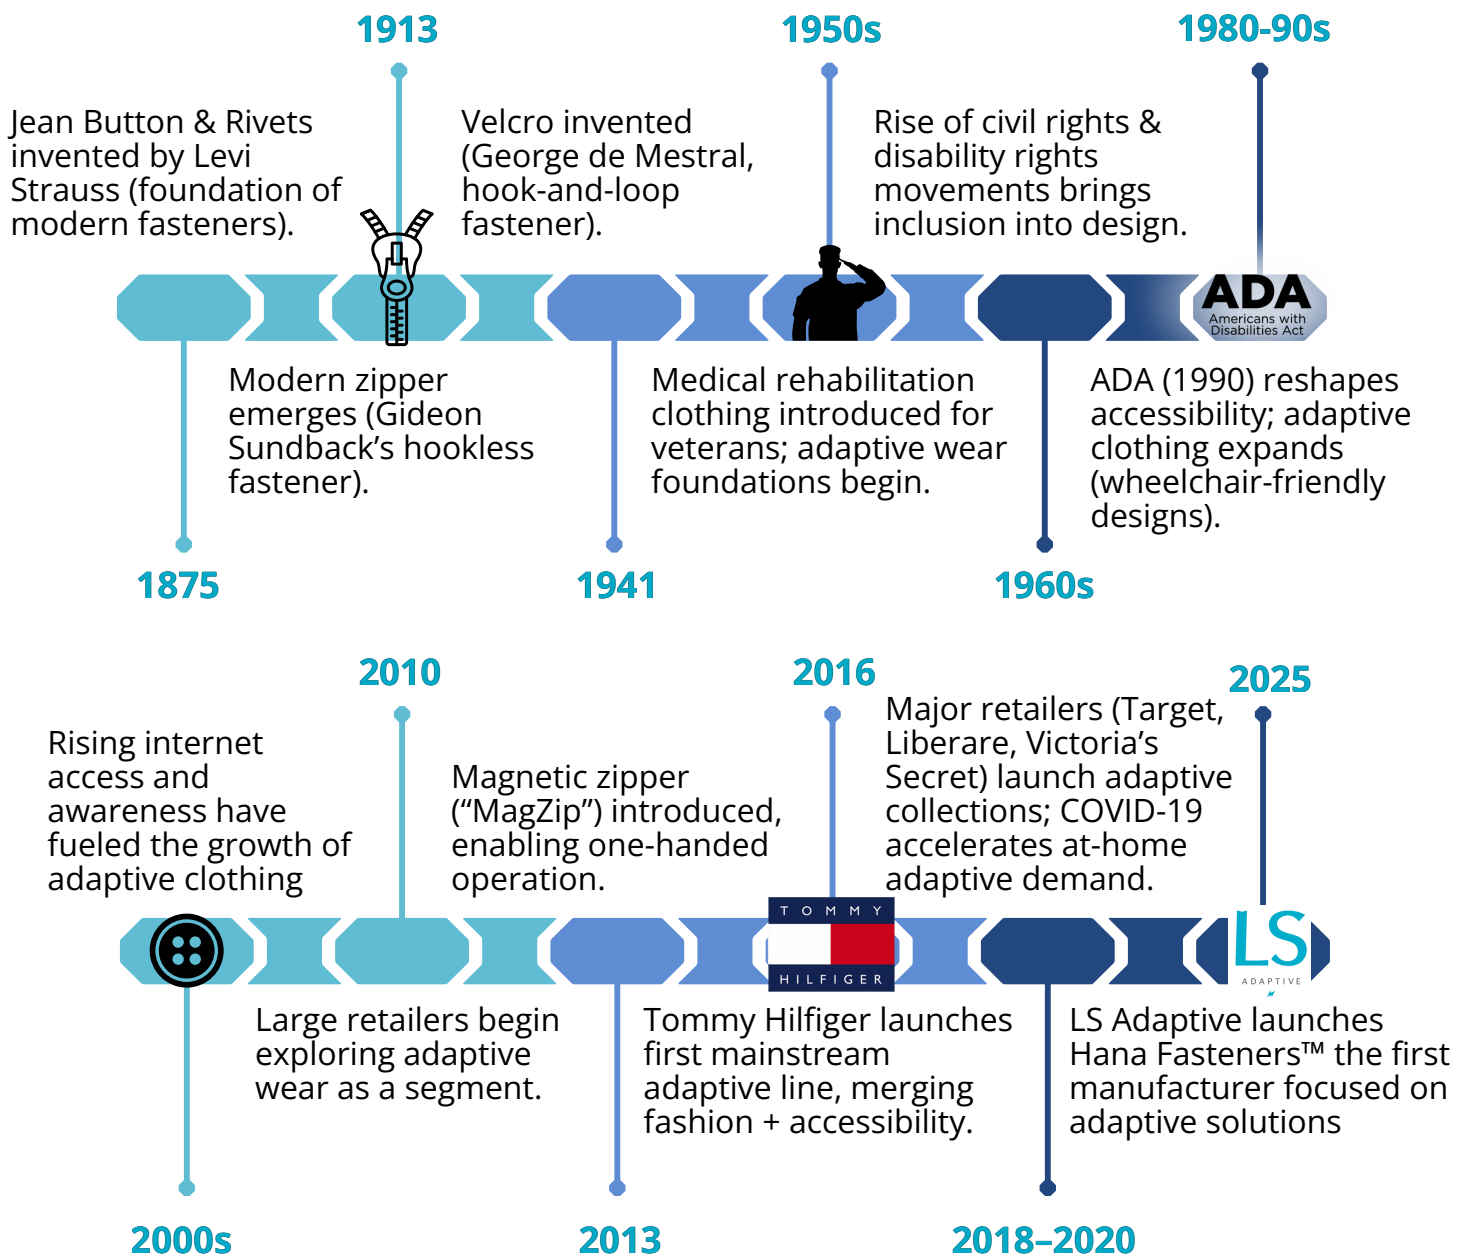 1913
1950s
1980-90s
Jean Button & Rivets
invented by Levi
Strauss (foundation of
modern fasteners).
Velcro invented
(George de Mestral,
hook-and-loop
fastener).
Rise of civil rights &
disability rights
movements brings
inclusion into design.
ADA
Americans with
Disabilities Act
Modern zipper
emerges (Gideon
Sundback’s hookless
fastener).
Medical rehabilitation
clothing introduced for
veterans; adaptive wear
foundations begin.
ADA (1990) reshapes
accessibility; adaptive
clothing expands
(wheelchair-friendly
designs).
1875
1941
1960s
2010
2016
2025
Rising internet
access and
awareness have
fueled the growth of
adaptive clothing
Magnetic zipper
(“MagZip”) introduced,
enabling one-handed
operation.
Major retailers (Target,
Liberare, Victoria’s
Secret) launch adaptive
collections; COVID-19
accelerates at-home
adaptive demand.
TOMMY
HILFIGER
LS
ADAPTIVE
Large retailers begin
exploring adaptive
wear as a segment.
Tommy Hilfiger launches
first mainstream
adaptive line, merging
fashion + accessibility.
LS Adaptive launches
Hana Fasteners™ the first
manufacturer focused on
adaptive solutions
2000s
2013
2018–2020